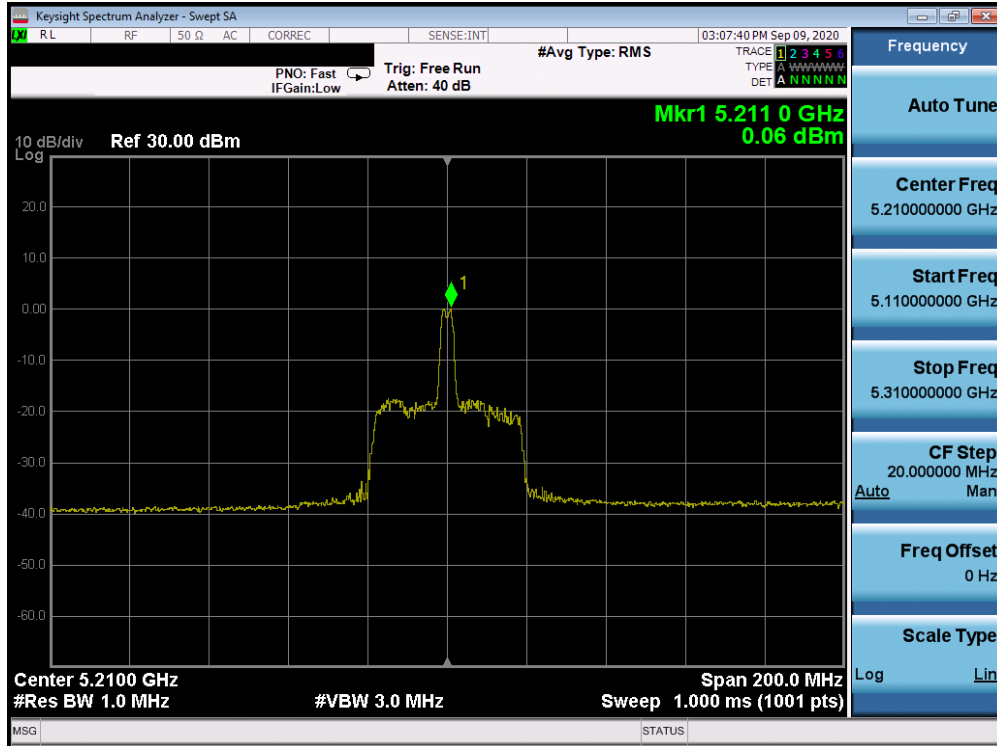 Keysight Spectrum Analyzer - Swept SA
LXI RL RF 50 Ω AC CORREC SENSE:INT 03:07:40 PM Sep 09, 2020
#Avg Type: RMS TRACE 1 2 3 4 5 6
PNO: Fast Trig: Free Run TYPE A WWWWW
IFGain:Low Atten: 40 dB DET A N N N N N
Mkr1 5.211 0 GHz
0.06 dBm
10 dB/div Ref 30.00 dBm
Log
20.0
10.0
1
0.00
-10.0
-20.0
-30.0
-40.0
-50.0
-60.0
Center 5.2100 GHz Span 200.0 MHz
#Res BW 1.0 MHz #VBW 3.0 MHz Sweep 1.000 ms (1001 pts)
MSG STATUS
Frequency
Auto Tune
Center Freq
5.210000000 GHz
Start Freq
5.110000000 GHz
Stop Freq
5.310000000 GHz
CF Step
20.000000 MHz
Auto Man
Freq Offset
0 Hz
Scale Type
Log Lin